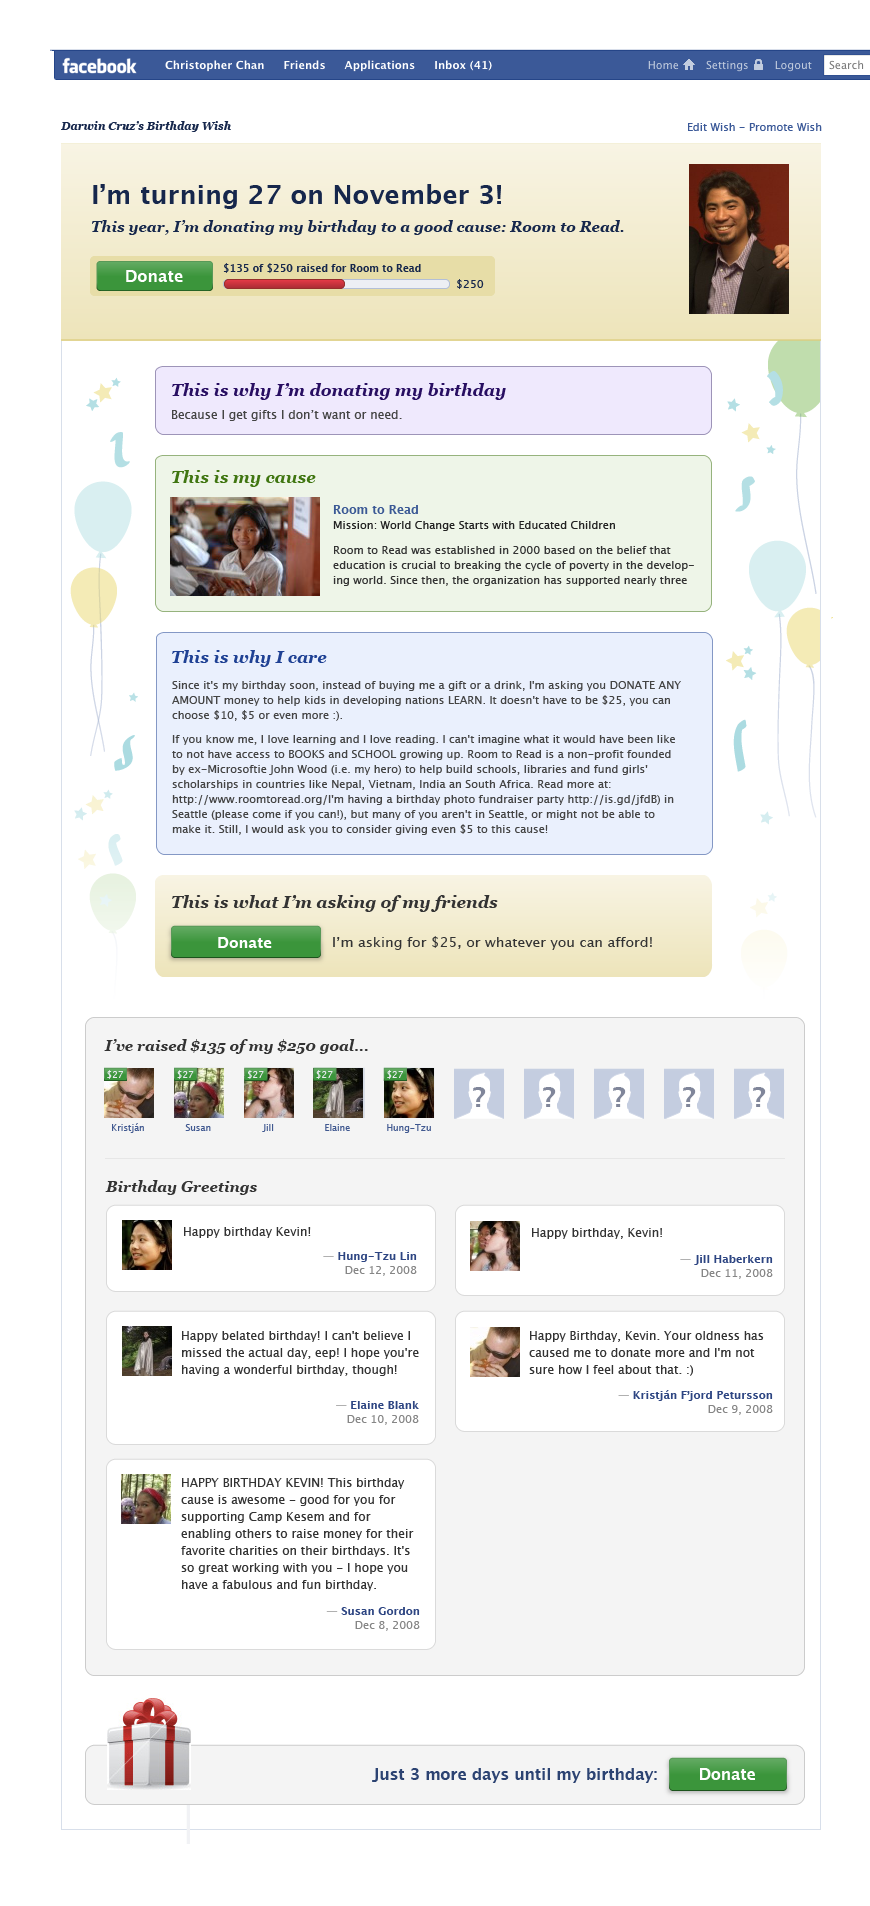 facebook Christopher Chan Friends Applications Inbox (41) Home Settings Logout Search
Darwin Cruz's Birthday Wish Edit Wish - Promote Wish
I'm turning 27 on November 3!
This year, I'm donating my birthday to a good cause: Room to Read.
Donate
$135 of $250 raised for Room to Read
$250
This is why I'm donating my birthday
Because I get gifts I don't want or need.
This is my cause
Room to Read
Mission: World Change Starts with Educated Children
Room to Read was established in 2000 based on the belief that
education is crucial to breaking the cycle of poverty in the develop-
ing world. Since then, the organization has supported nearly three
This is why I care
Since it's my birthday soon, instead of buying me a gift or a drink, I'm asking you DONATE ANY
AMOUNT money to help kids in developing nations LEARN. It doesn't have to be $25, you can
choose $10, $5 or even more :).
If you know me, I love learning and I love reading. I can't imagine what it would have been like
to not have access to BOOKS and SCHOOL growing up. Room to Read is a non-profit founded
by ex-Microsoftie John Wood (i.e. my hero) to help build schools, libraries and fund girls'
scholarships in countries like Nepal, Vietnam, India an South Africa. Read more at:
http://www.roomtoread.org/I'm having a birthday photo fundraiser party http://is.gd/jfdB) in
Seattle (please come if you can!), but many of you aren't in Seattle, or might not be able to
make it. Still, I would ask you to consider giving even $5 to this cause!
This is what I'm asking of my friends
Donate I'm asking for $25, or whatever you can afford!
I've raised $135 of my $250 goal...
$27 $27 $27 $27 $27 ? ? ? ? ?
Kristján Susan Jill Elaine Hung-Tzu
Birthday Greetings
Happy birthday Kevin!
— Hung-Tzu Lin
Dec 12, 2008
Happy birthday, Kevin!
— Jill Haberkern
Dec 11, 2008
Happy belated birthday! I can't believe I
missed the actual day, eep! I hope you're
having a wonderful birthday, though!
— Elaine Blank
Dec 10, 2008
Happy Birthday, Kevin. Your oldness has
caused me to donate more and I'm not
sure how I feel about that. :)
— Kristján F'jord Petursson
Dec 9, 2008
HAPPY BIRTHDAY KEVIN! This birthday
cause is awesome - good for you for
supporting Camp Kesem and for
enabling others to raise money for their
favorite charities on their birthdays. It's
so great working with you - I hope you
have a fabulous and fun birthday.
— Susan Gordon
Dec 8, 2008
Just 3 more days until my birthday: Donate